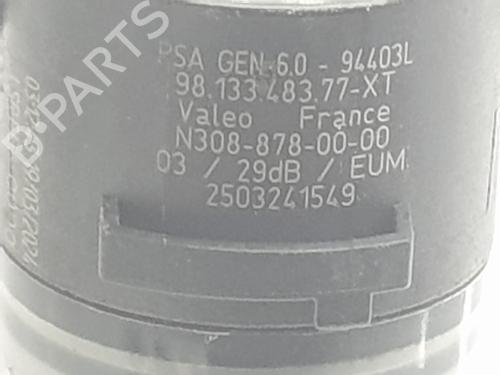 PSA GEN-6.0 - 94403L
98.133.483.77-XT
Valeo France
N308-878-00-00
03 / 29dB / EUM
2503241549
B-PARTS